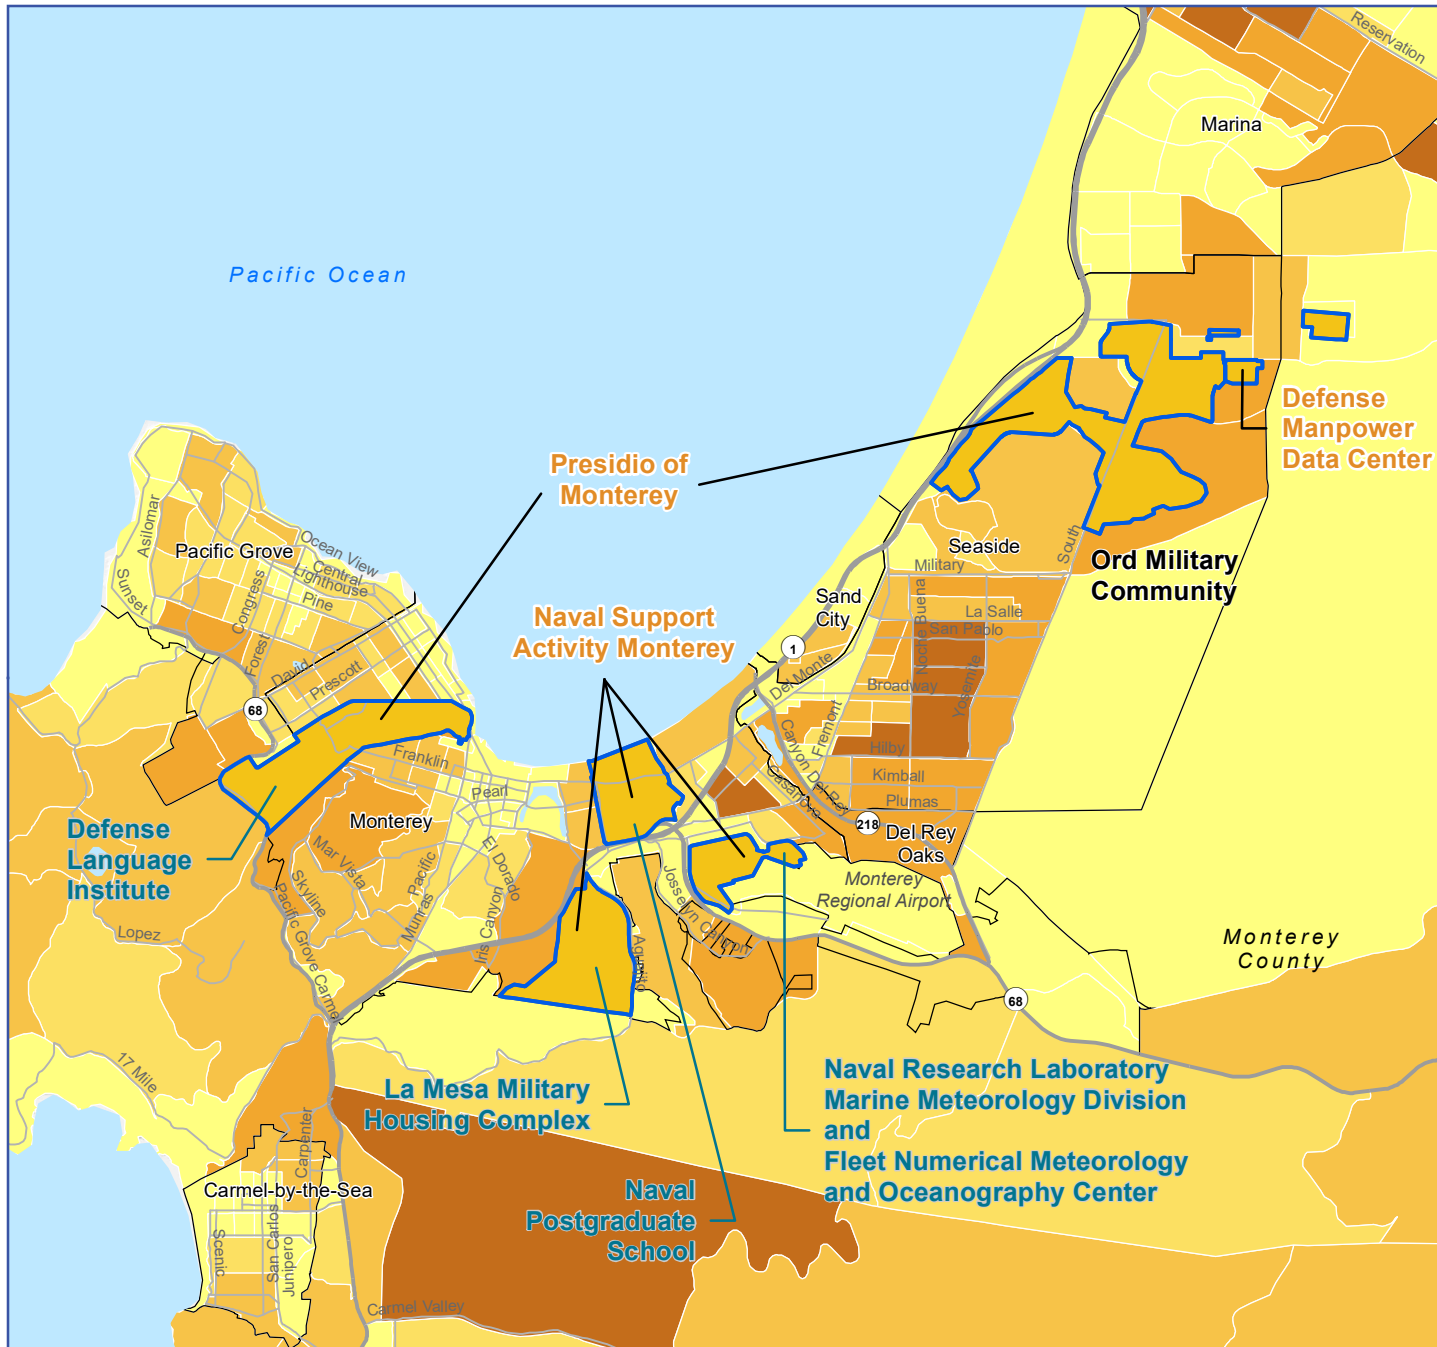 Reservation
Marina
Pacific Ocean
Defense
Manpower
Data Center
Presidio of
Monterey
Asilomar
Pacific Grove
Ocean View
Central
Lighthouse
Pine
Sunset
Congress
Forest
David
Prescott
68
Seaside
South
Ord Military
Community
Military
Sand
City
Noche Buena
La Salle
San Pablo
Naval Support
Activity Monterey
1
Del Monte
Broadway
Yosemite
Fremont
Canyon Del Rey
Hilby
Kimball
Casanova
Plumas
218
Del Rey
Oaks
Franklin
Pearl
Monterey
Defense
Language
Institute
Mar Vista
Skyline
Pacific
Munras
El Dorado
Iris Canyon
Lopez
Pacific Grove Carmel
Aguajito
Josselyn Canyon
Monterey
Regional Airport
Monterey
County
68
17 Mile
La Mesa Military
Housing Complex
Naval Research Laboratory
Marine Meteorology Division
and
Fleet Numerical Meteorology
and Oceanography Center
Naval
Postgraduate
School
Carpenter
Carmel-by-the-Sea
Scenic
San Carlos
Junipero
Carmel Valley